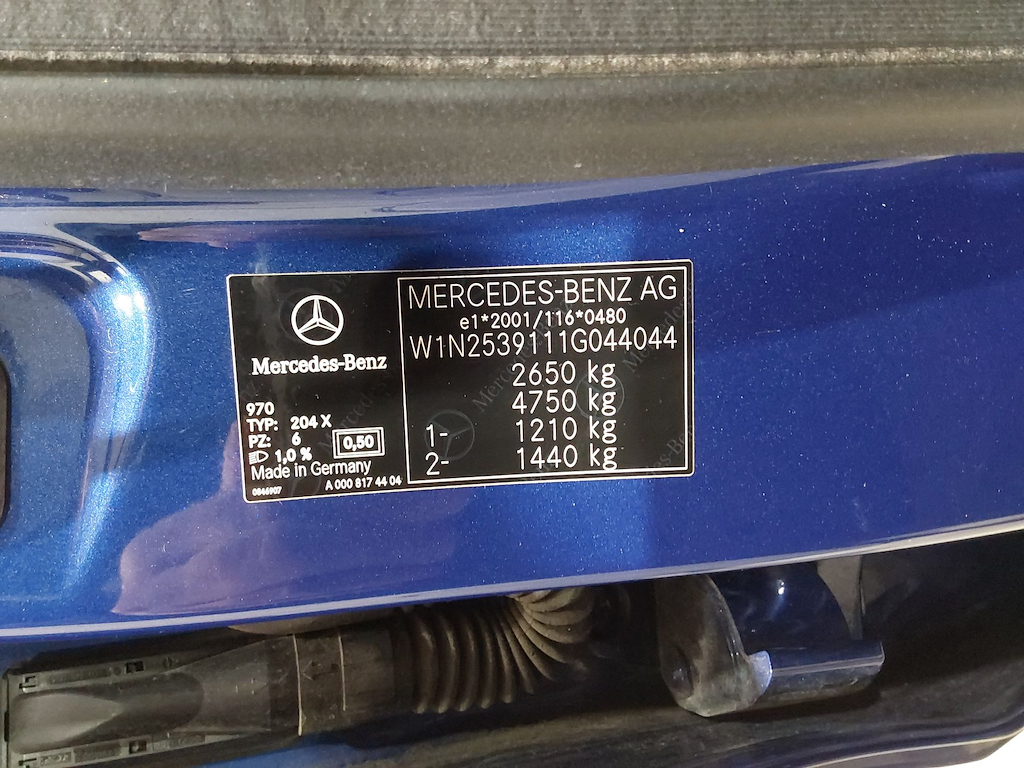 Mercedes-Benz
970
TYP: 204 X
PZ: 6
0,50
1,0 %
Made in Germany
0846907
A 000 817 44 04
MERCEDES-BENZ AG
e1*2001/116*0480
W1N2539111G044044
2650 kg
4750 kg
1- 1210 kg
2- 1440 kg